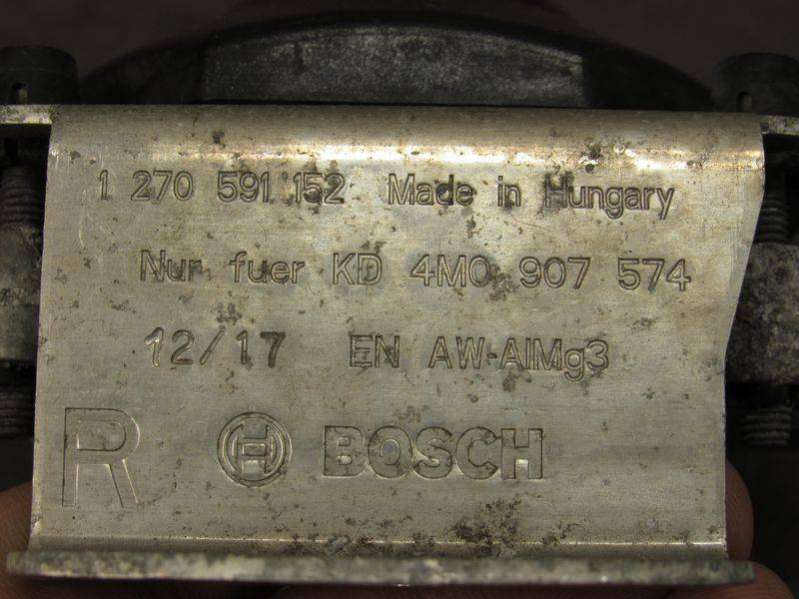 1 270 591 152 Made in Hungary
Nur fuer KD 4M0 907 574
12/17 EN AW-AlMg3
R H BOSCH